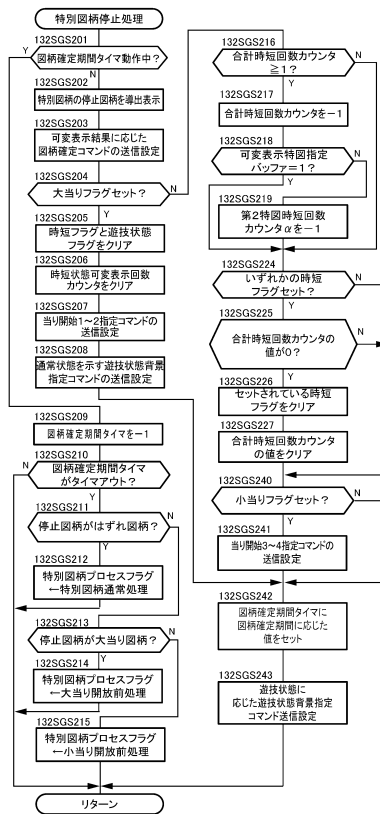 特別図柄停止処理
132SGS201
図柄確定期間タイマ動作中？
Y
N
132SGS202
特別図柄の停止図柄を導出表示
132SGS203
可変表示結果に応じた
図柄確定コマンドの送信設定
132SGS204
大当りフラグセット？
N
Y
132SGS205
時短フラグと遊技状態
フラグをクリア
132SGS206
時短状態可変表示回数
カウンタをクリア
132SGS207
当り開始1～2指定コマンドの
送信設定
132SGS208
通常状態を示す遊技状態背景
指定コマンドの送信設定
132SGS209
図柄確定期間タイマを－1
132SGS210
図柄確定期間タイマ
がタイマアウト？
N
Y
132SGS211
停止図柄がはずれ図柄？
N
Y
132SGS212
特別図柄プロセスフラグ
←特別図柄通常処理
132SGS213
停止図柄が大当り図柄？
N
Y
132SGS214
特別図柄プロセスフラグ
←大当り開放前処理
132SGS215
特別図柄プロセスフラグ
←小当り開放前処理
リターン
132SGS216
合計時短回数カウンタ
≧1？
N
Y
132SGS217
合計時短回数カウンタを－1
132SGS218
可変表示特図指定
バッファ＝1？
N
Y
132SGS219
第2特図時短回数
カウンタαを－1
132SGS224
いずれかの時短
フラグセット？
N
Y
132SGS225
合計時短回数カウンタの
値が0？
N
Y
132SGS226
セットされている時短
フラグをクリア
132SGS227
合計時短回数カウンタ
の値をクリア
132SGS240
小当りフラグセット？
N
Y
132SGS241
当り開始3～4指定コマンドの
送信設定
132SGS242
図柄確定期間タイマに
図柄確定期間に応じた
値をセット
132SGS243
遊技状態に
応じた遊技状態背景指定
コマンド送信設定